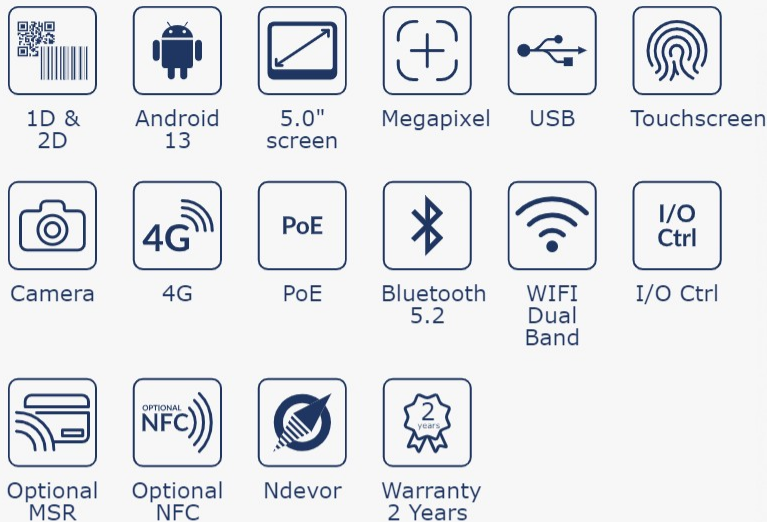 1D &
2D
Android
13
5.0"
screen
Megapixel
USB
Touchscreen
4G
PoE
I/O
Ctrl
Camera
4G
PoE
Bluetooth
5.2
WIFI
Dual
Band
I/O Ctrl
OPTIONAL
NFC
2
years
Optional
MSR
Optional
NFC
Ndevor
Warranty
2 Years